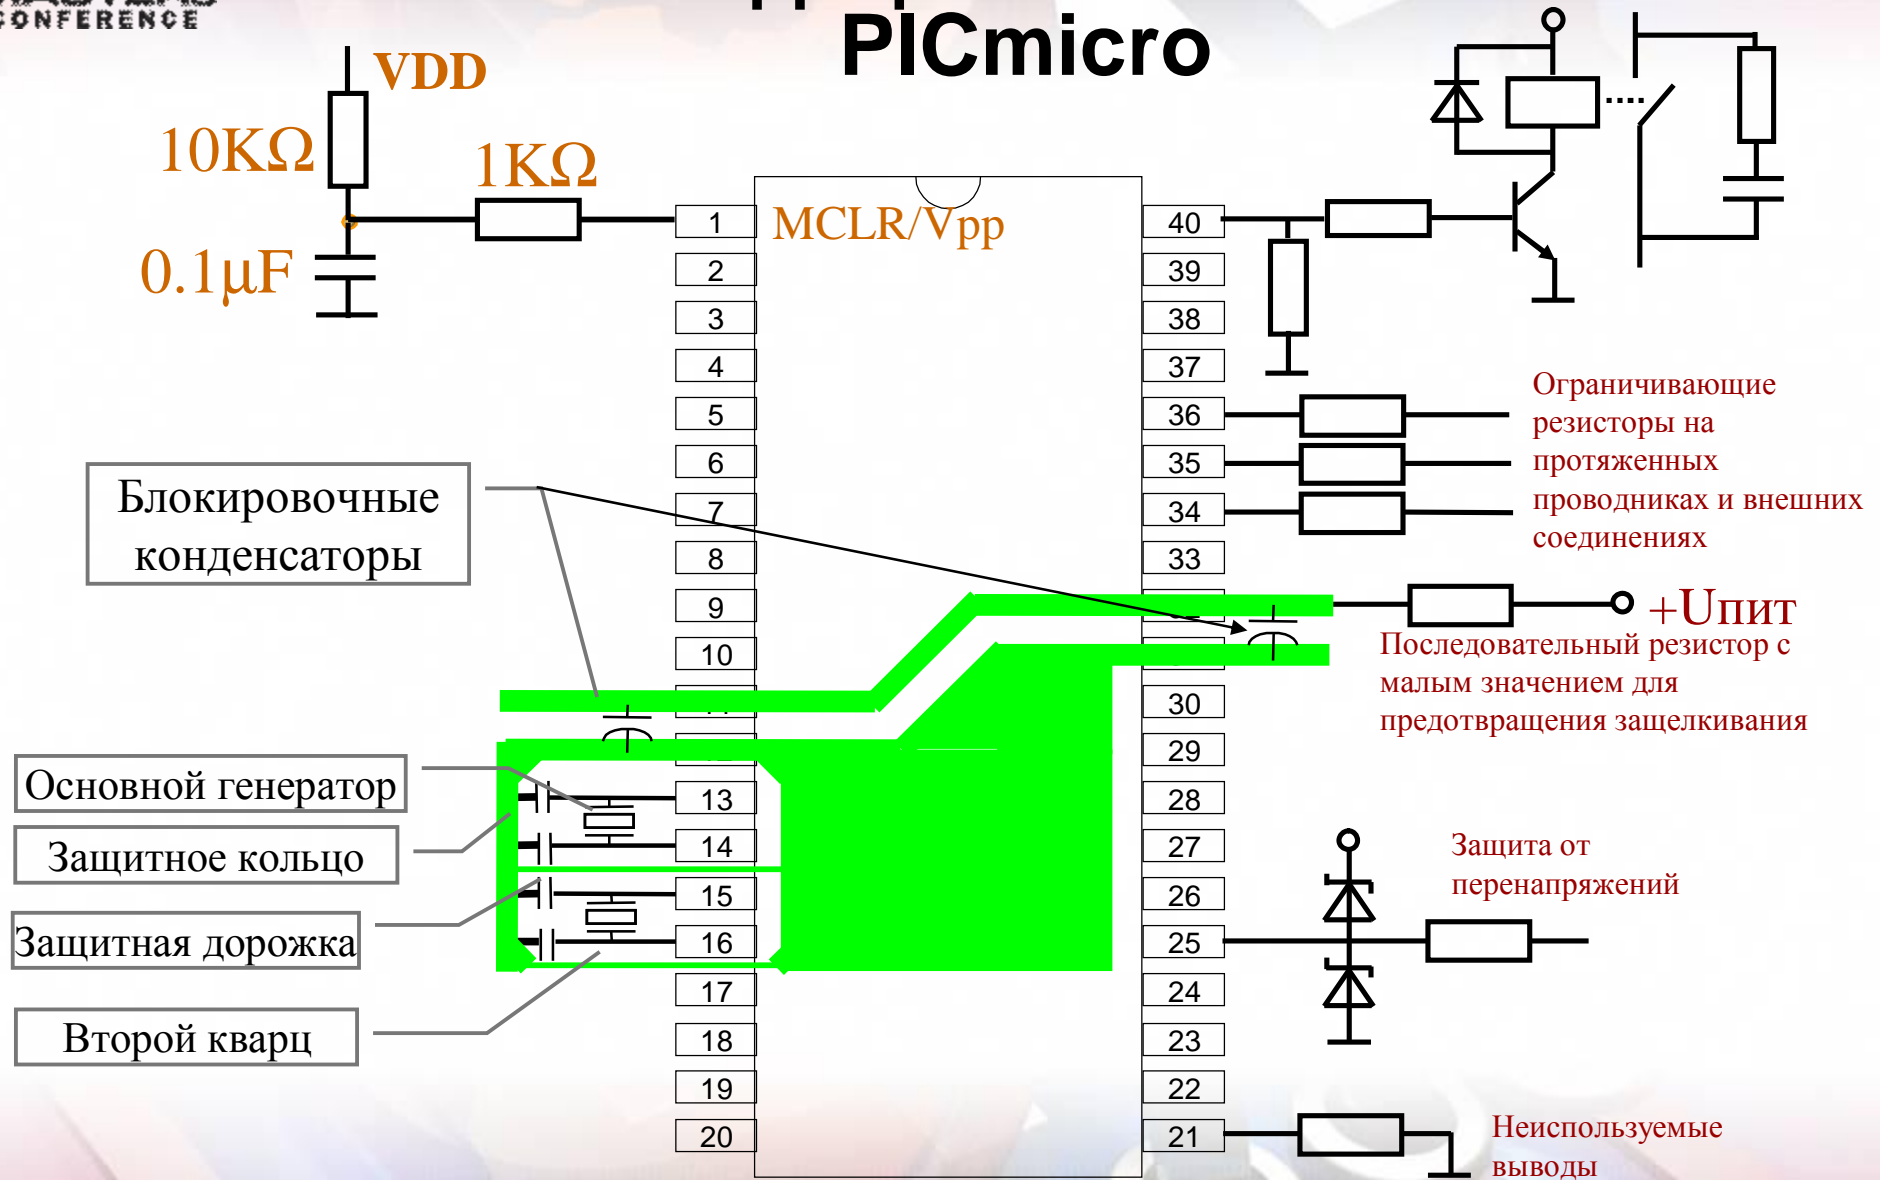 CONFERENCE
PICmicro
VDD
10KΩ
1KΩ
0.1µF
MCLR/Vpp
1
2
3
4
5
6
7
8
9
10
13
14
15
16
17
18
19
20
40
39
38
37
36
35
34
33
30
29
28
27
26
25
24
23
22
21
Ограничивающие
резисторы на
протяженных
проводниках и внешних
соединениях
Блокировочные
конденсаторы
+Uпит
Последовательный резистор с
малым значением для
предотвращения защелкивания
Основной генератор
Защитное кольцо
Защитная дорожка
Второй кварц
Защита от
перенапряжений
Неиспользуемые
выводы